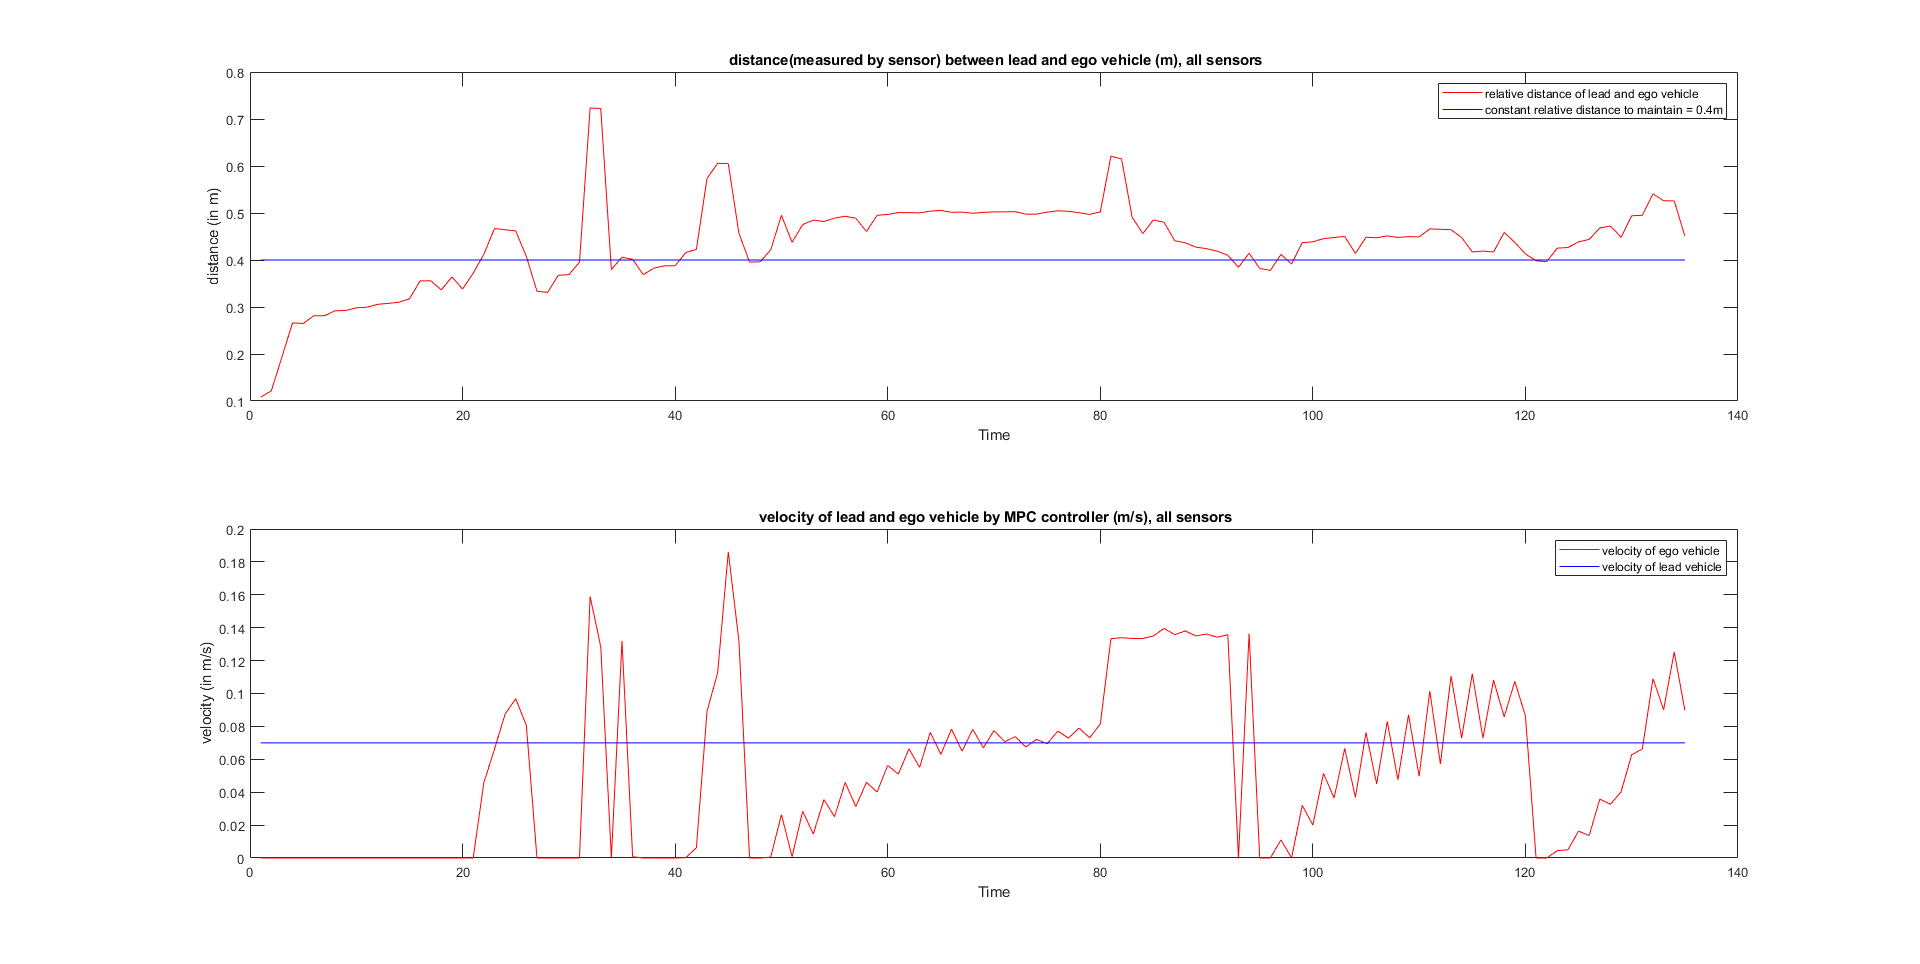 distance(measured by sensor) between lead and ego vehicle (m), all sensors
0.8
0.7
0.6
0.5
0.4
0.3
0.2
0.1
distance (in m)
relative distance of lead and ego vehicle
constant relative distance to maintain = 0.4m
0 20 40 60 80 100 120 140
Time
velocity of lead and ego vehicle by MPC controller (m/s), all sensors
0.2
0.18
0.16
0.14
0.12
0.1
0.08
0.06
0.04
0.02
0
velocity (in m/s)
velocity of ego vehicle
velocity of lead vehicle
0 20 40 60 80 100 120 140
Time